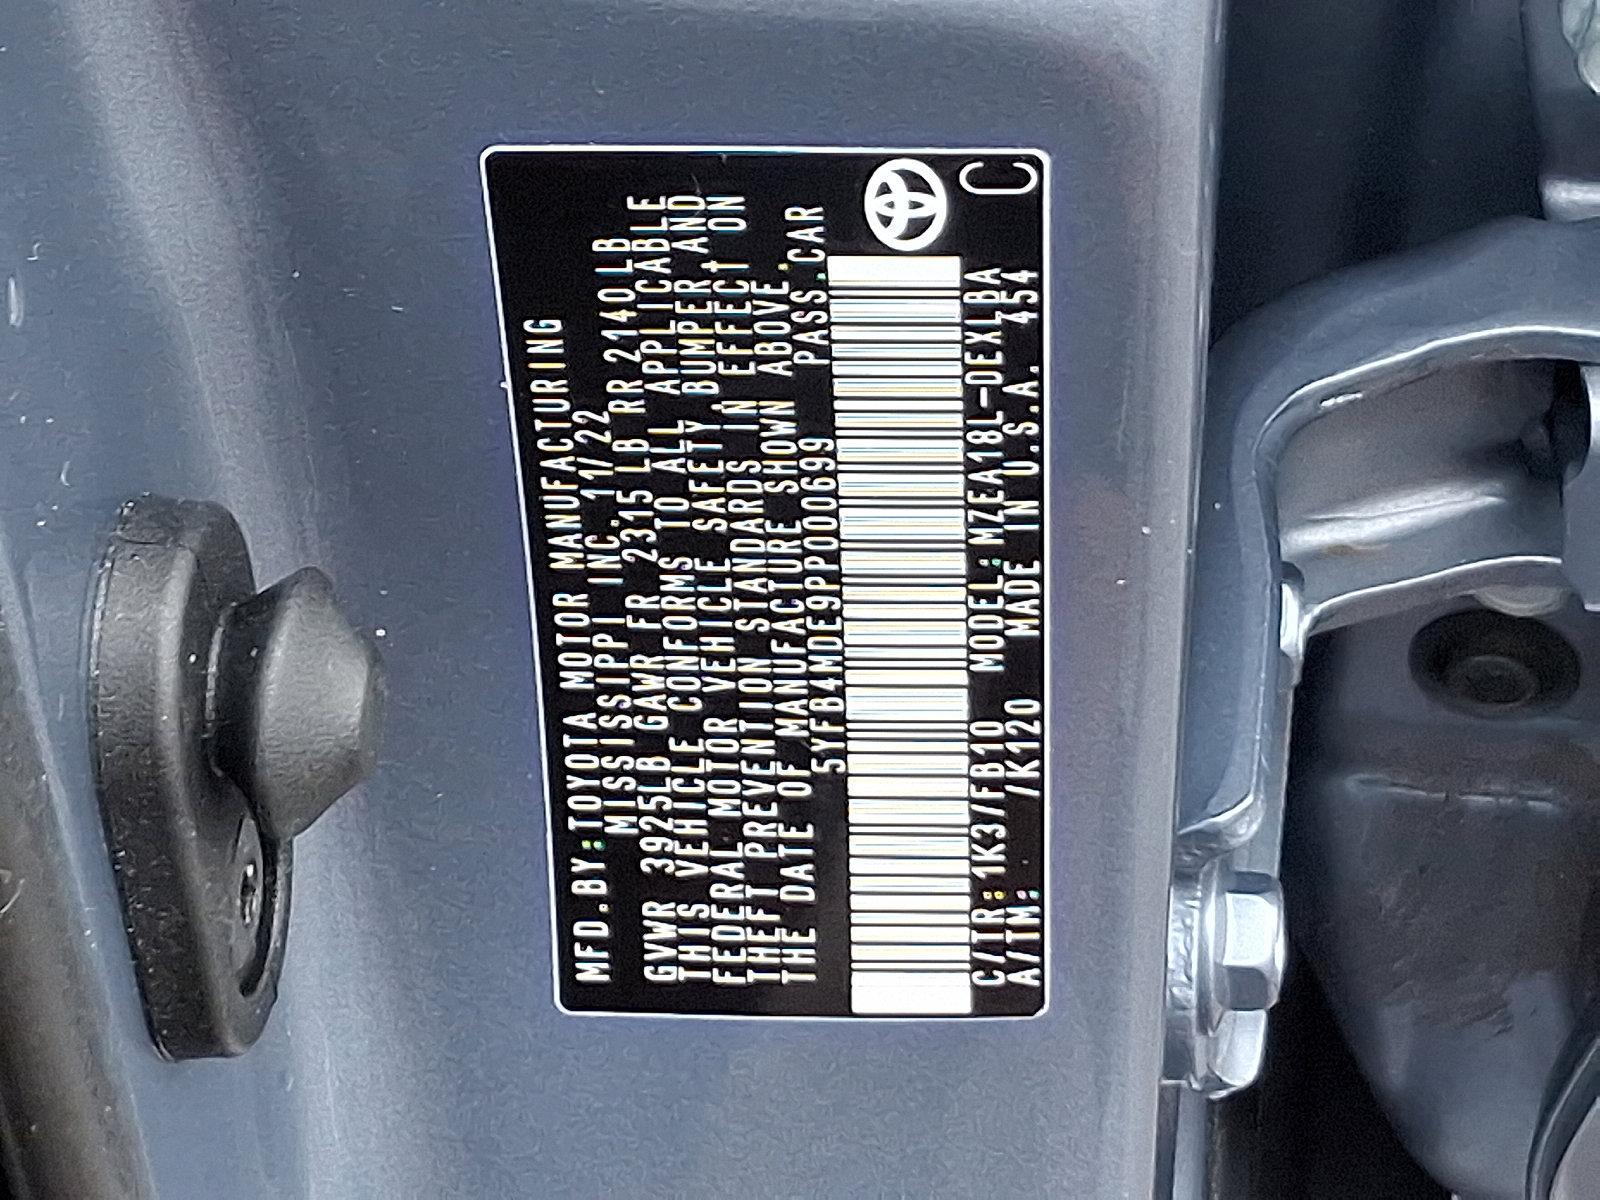 MFD.BY:TOYOTA MOTOR MANUFACTURING
MISSISSIPPI INC. 11/22
GVWR 3925LB GAWR FR 2315LB RR 2140LB
THIS VEHICLE CONFORMS TO ALL APPLICABLE
FEDERAL MOTOR VEHICLE SAFETY, BUMPER, AND
THEFT PREVENTION STANDARDS IN EFFECT ON
THE DATE OF MANUFACTURE SHOWN ABOVE.
5YFB4MDE9PP000699 PASS.CAR
C/TR:1K3/FB10 MODEL:MZEA18L-DEXLBA
A/TM: /K120 MADE IN U.S.A. 454
C